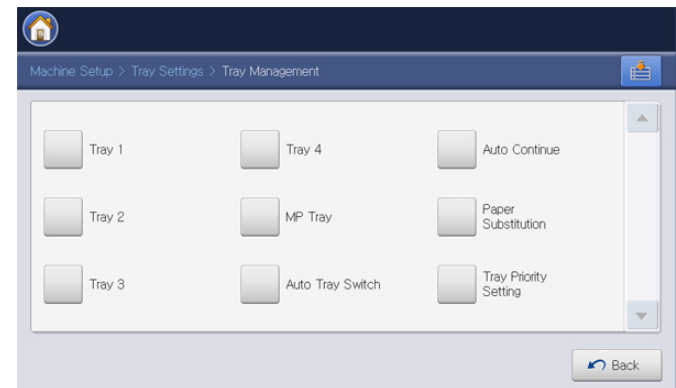 Machine Setup > Tray Settings > Tray Management
Tray 1
Tray 4
Auto Continue
Tray 2
MP Tray
Paper
Substitution
Tray 3
Auto Tray Switch
Tray Priority
Setting
Back